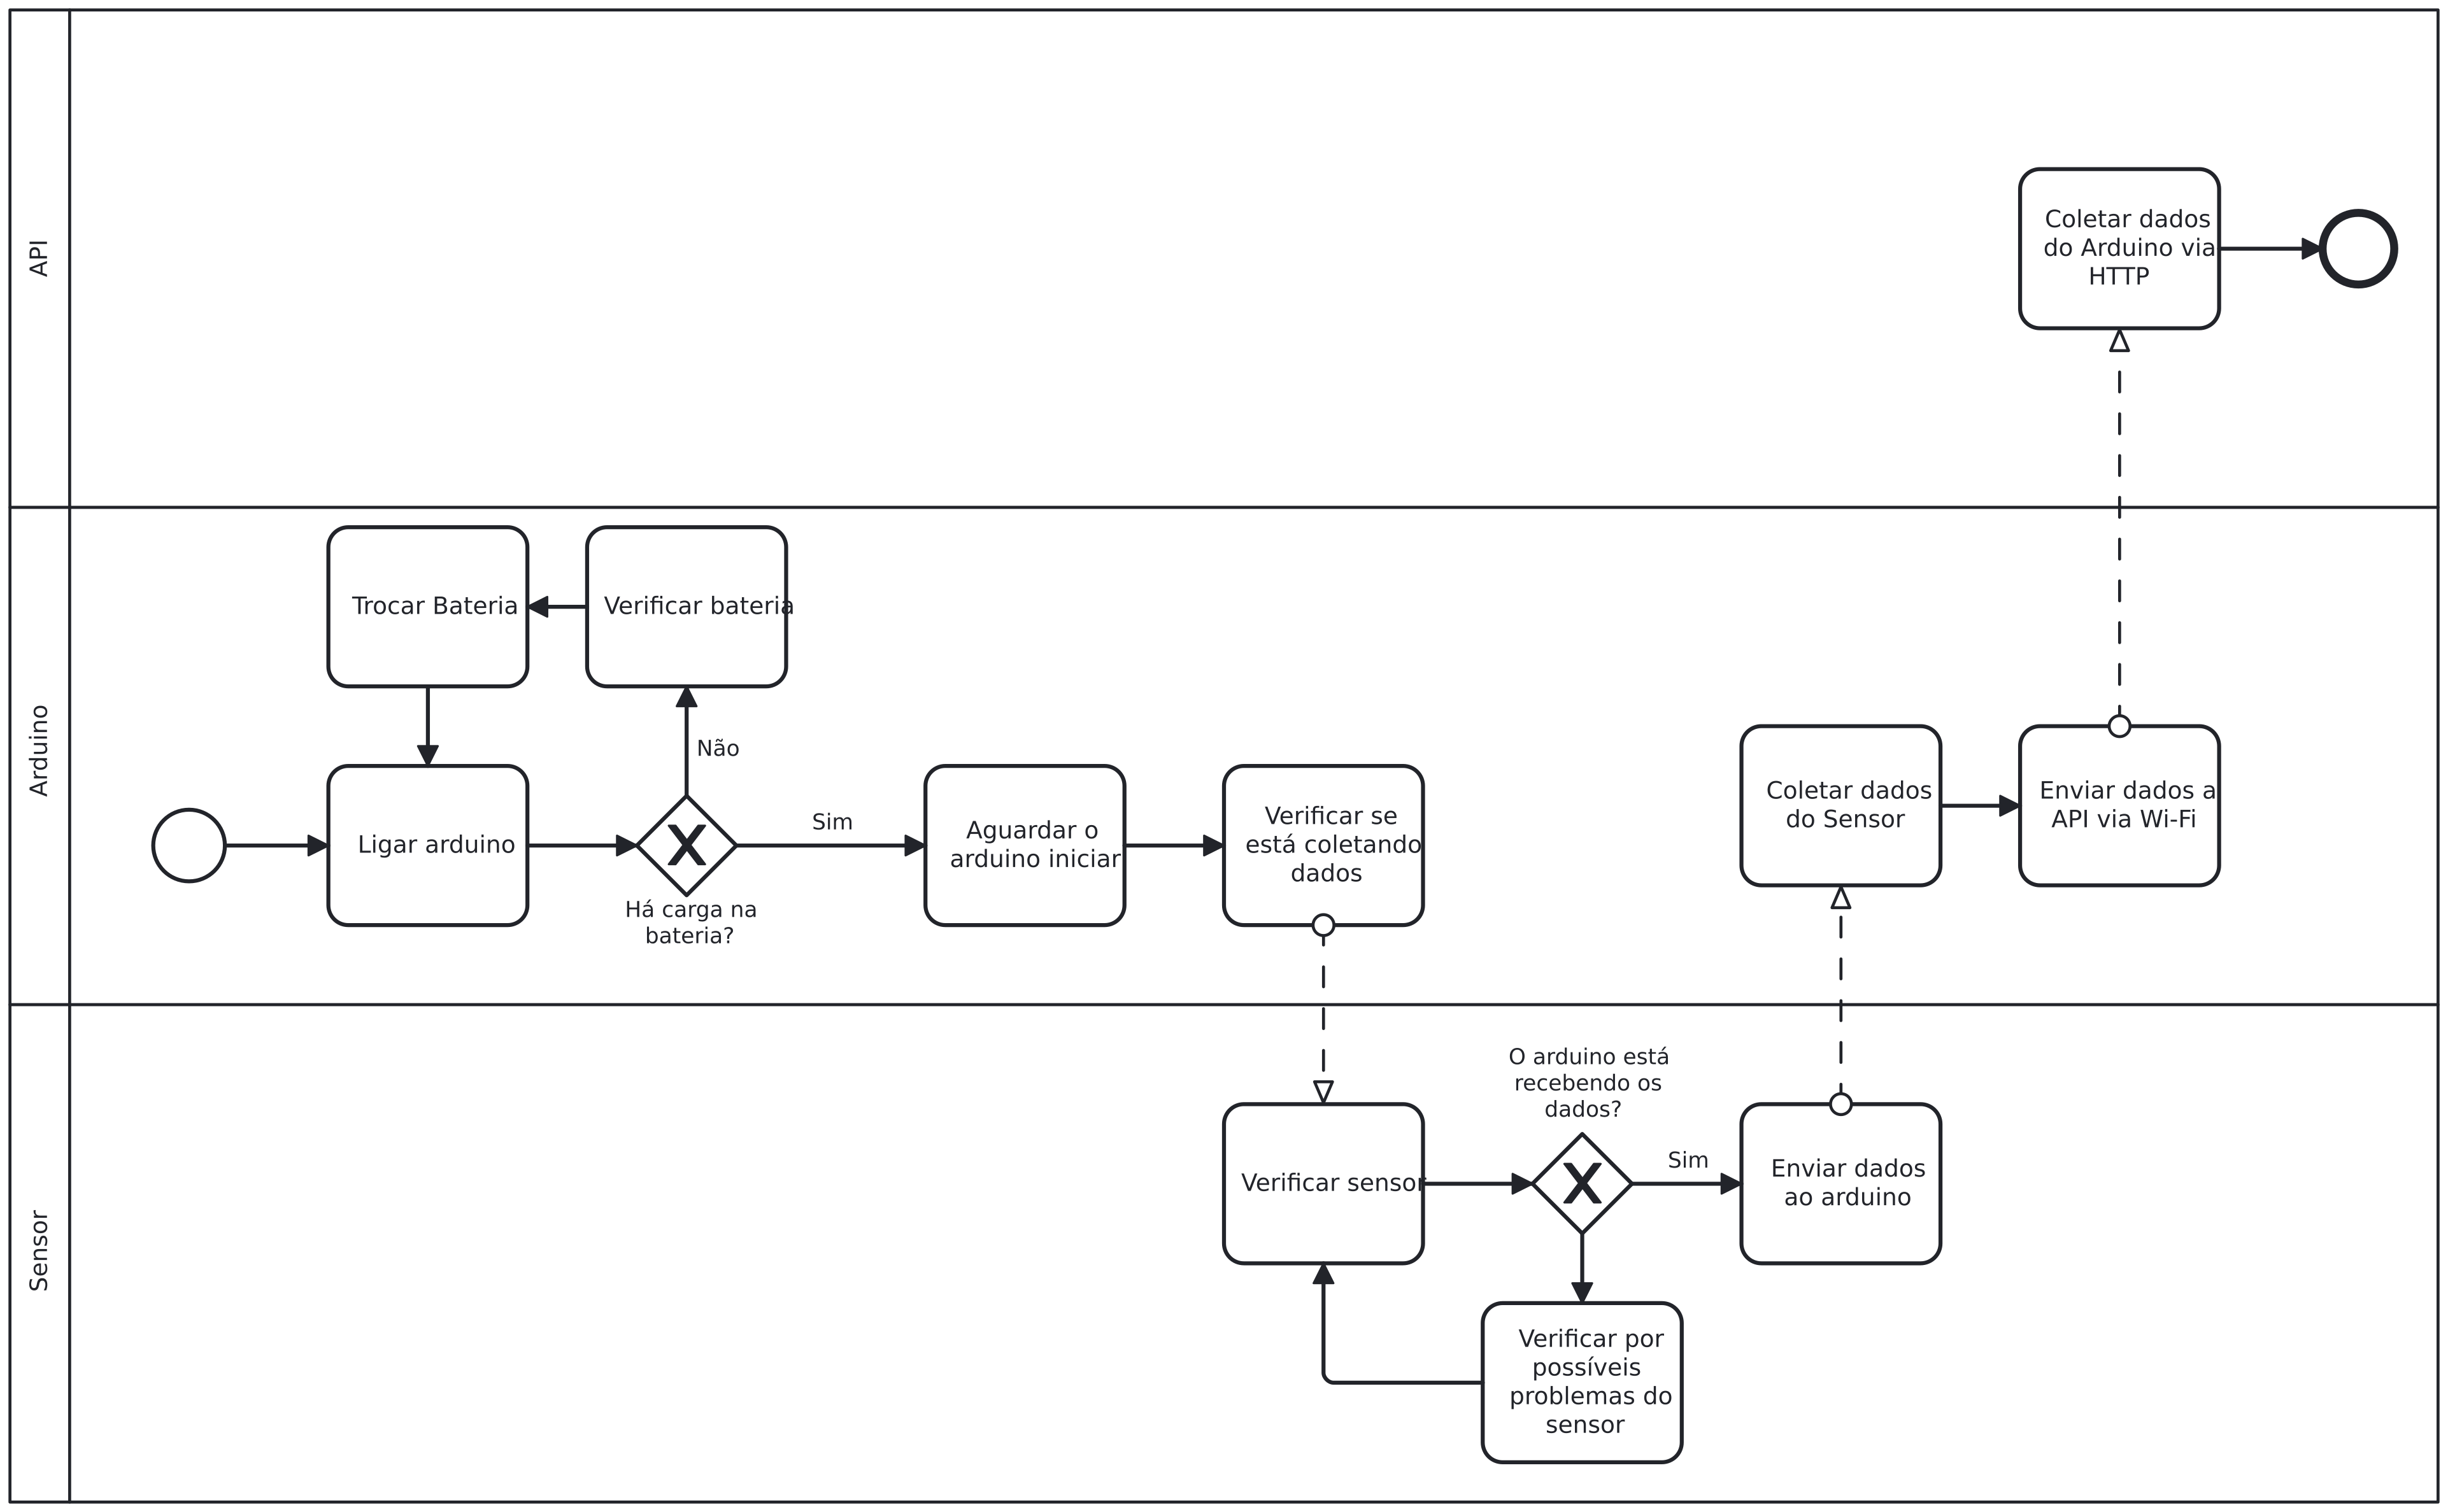 API
Coletar dados
do Arduino via
HTTP
Arduino
Trocar Bateria
Verificar bateria
Não
Ligar arduino
Há carga na
bateria?
Sim
Aguardar o
arduino iniciar
Verificar se
está coletando
dados
Coletar dados
do Sensor
Enviar dados a
API via Wi-Fi
Sensor
Verificar sensor
O arduino está
recebendo os
dados?
Sim
Enviar dados
ao arduino
Verificar por
possíveis
problemas do
sensor